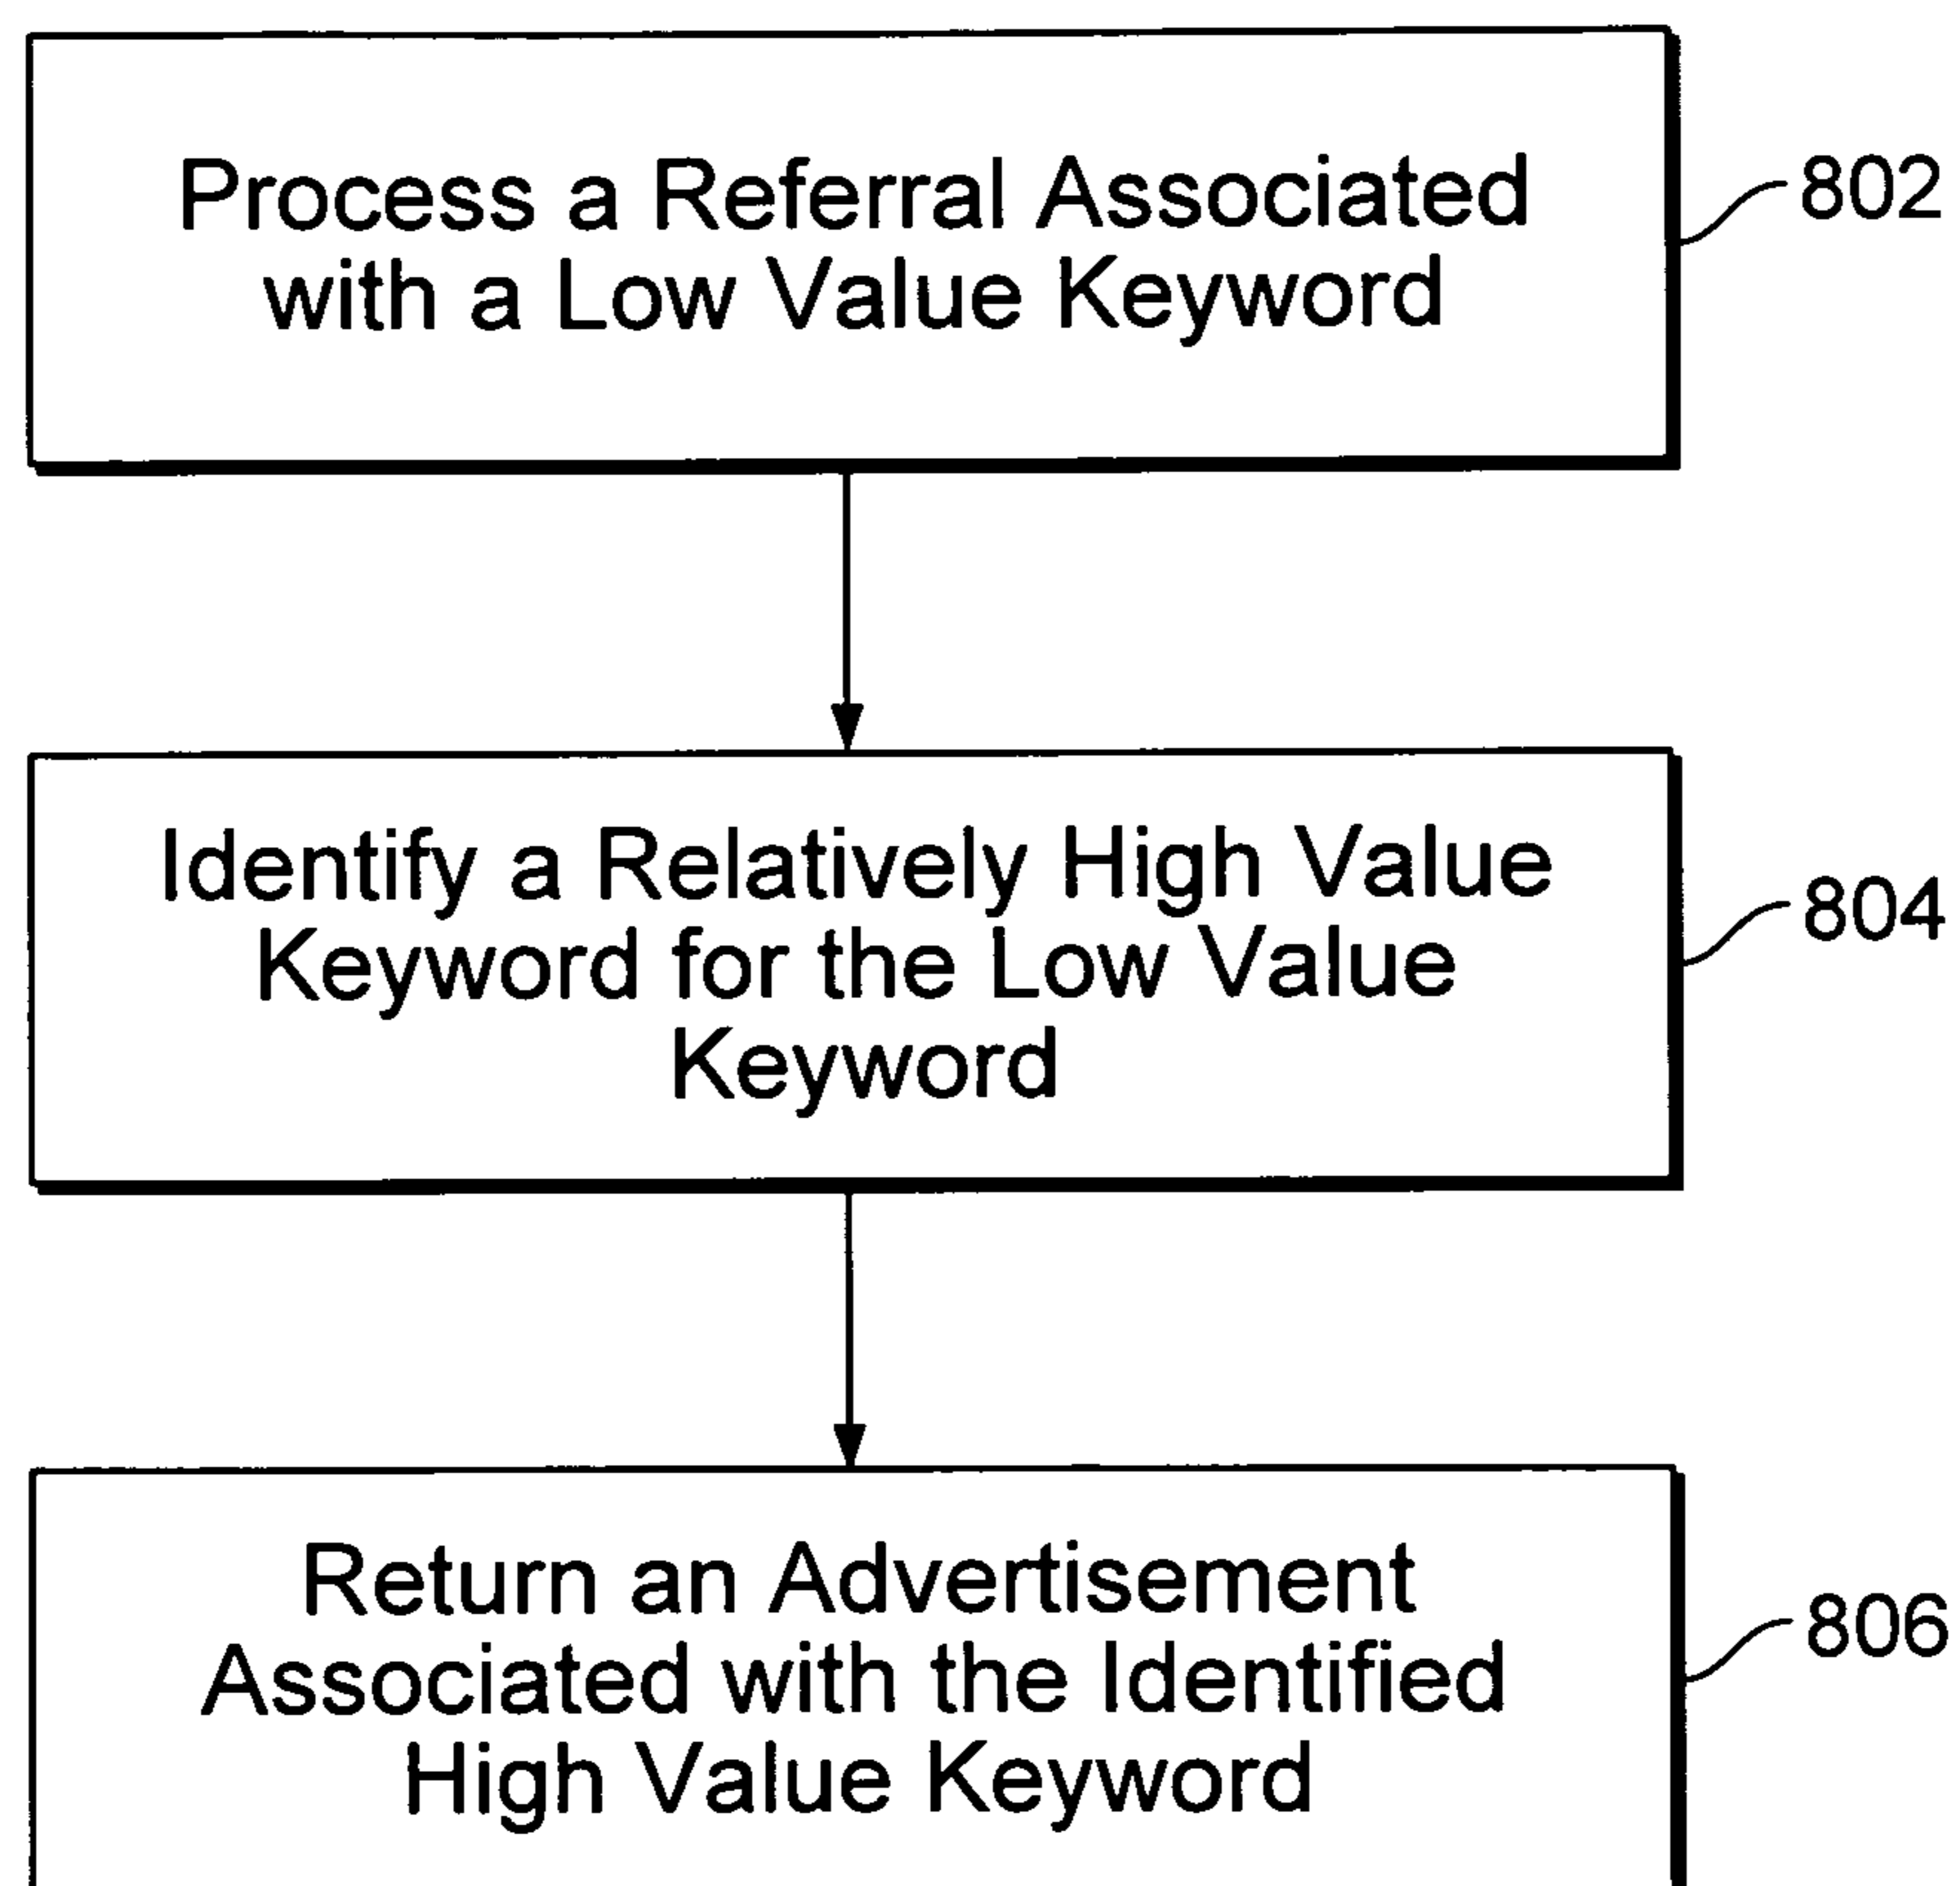 Process a Referral Associated
with a Low Value Keyword
802
Identify a Relatively High Value
Keyword for the Low Value
Keyword
804
Return an Advertisement
Associated with the Identified
High Value Keyword
806